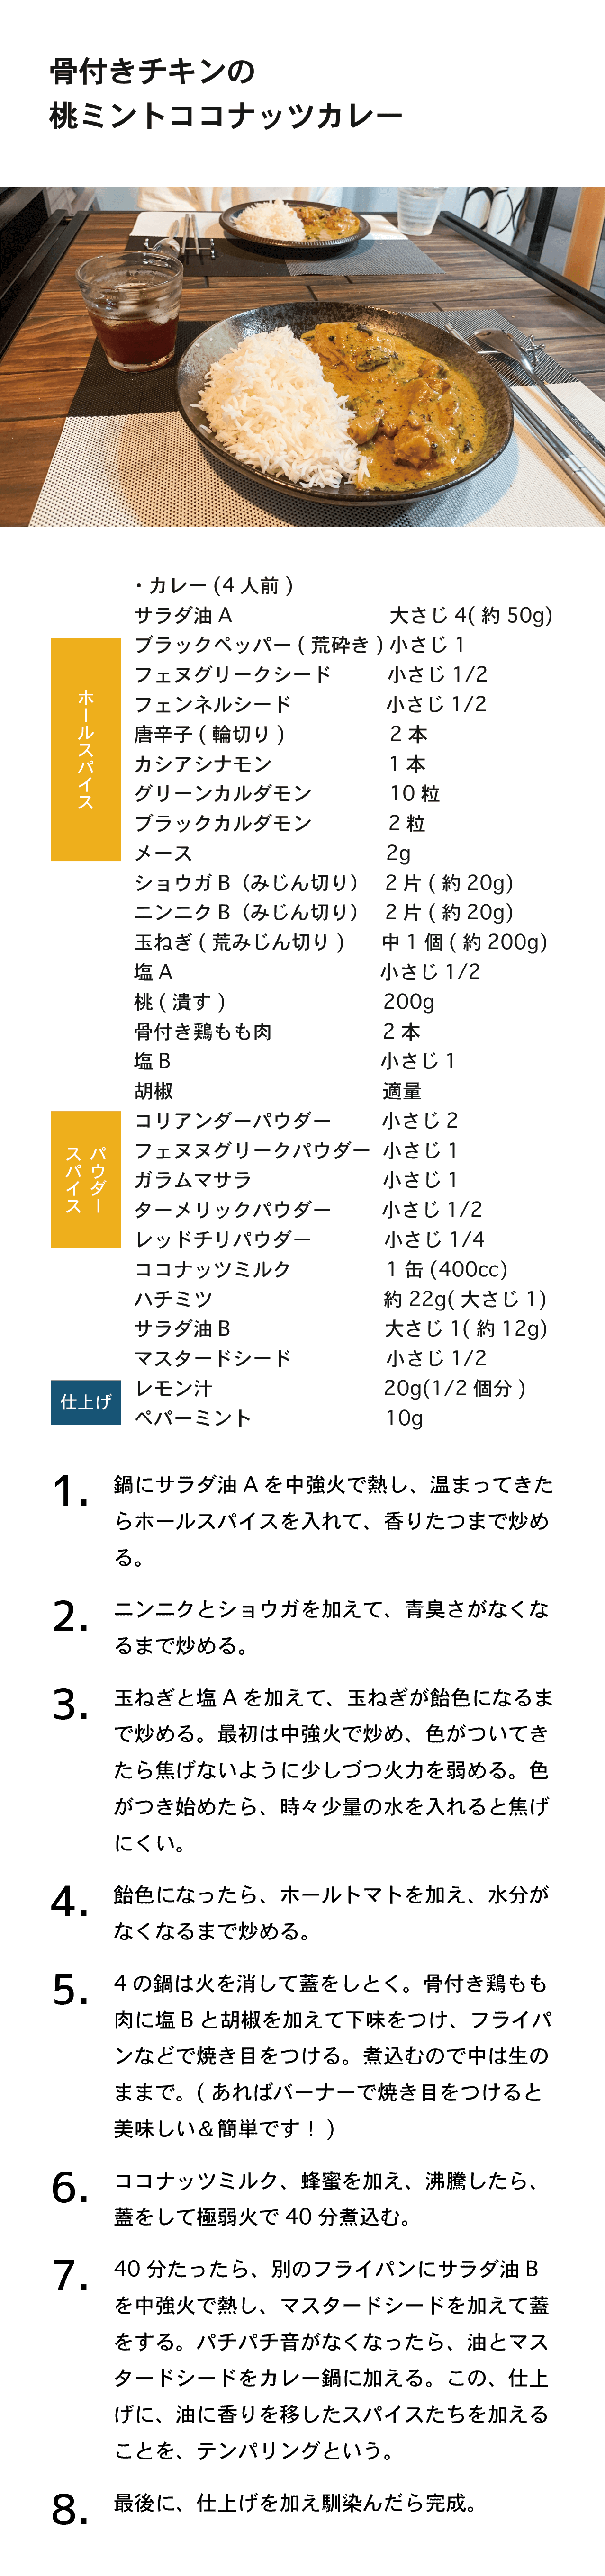 骨付きチキンの
桃ミントココナッツカレー
・カレー(4人前)
サラダ油A 大さじ4(約50g)
ブラックペッパー(荒砕き) 小さじ1
フェヌグリークシード 小さじ1/2
フェンネルシード 小さじ1/2
唐辛子(輪切り) 2本
カシアシナモン 1本
グリーンカルダモン 10粒
ブラックカルダモン 2粒
メース 2g
ホールスパイス
ショウガB（みじん切り） 2片(約20g)
ニンニクB（みじん切り） 2片(約20g)
玉ねぎ(荒みじん切り) 中1個(約200g)
塩A 小さじ1/2
桃(潰す) 200g
骨付き鶏もも肉 2本
塩B 小さじ1
胡椒 適量
コリアンダーパウダー 小さじ2
フェヌヌグリークパウダー 小さじ1
ガラムマサラ 小さじ1
ターメリックパウダー 小さじ1/2
レッドチリパウダー 小さじ1/4
パウダー
スパイス
ココナッツミルク 1缶(400cc)
ハチミツ 約22g(大さじ1)
サラダ油B 大さじ1(約12g)
マスタードシード 小さじ1/2
レモン汁 20g(1/2個分)
仕上げ
ペパーミント 10g
1. 鍋にサラダ油Aを中強火で熱し、温まってきた
らホールスパイスを入れて、香りたつまで炒め
る。
2. ニンニクとショウガを加えて、青臭さがなくな
るまで炒める。
3. 玉ねぎと塩Aを加えて、玉ねぎが飴色になるま
で炒める。最初は中強火で炒め、色がついてき
たら焦げないように少しづつ火力を弱める。色
がつき始めたら、時々少量の水を入れると焦げ
にくい。
4. 飴色になったら、ホールトマトを加え、水分が
なくなるまで炒める。
5. 4の鍋は火を消して蓋をしとく。骨付き鶏もも
肉に塩Bと胡椒を加えて下味をつけ、フライパ
ンなどで焼き目をつける。煮込むので中は生の
ままで。(あればバーナーで焼き目をつけると
美味しい＆簡単です！)
6. ココナッツミルク、蜂蜜を加え、沸騰したら、
蓋をして極弱火で40分煮込む。
7. 40分たったら、別のフライパンにサラダ油B
を中強火で熱し、マスタードシードを加えて蓋
をする。パチパチ音がなくなったら、油とマス
タードシードをカレー鍋に加える。この、仕上
げに、油に香りを移したスパイスたちを加える
ことを、テンパリングという。
8. 最後に、仕上げを加え馴染んだら完成。